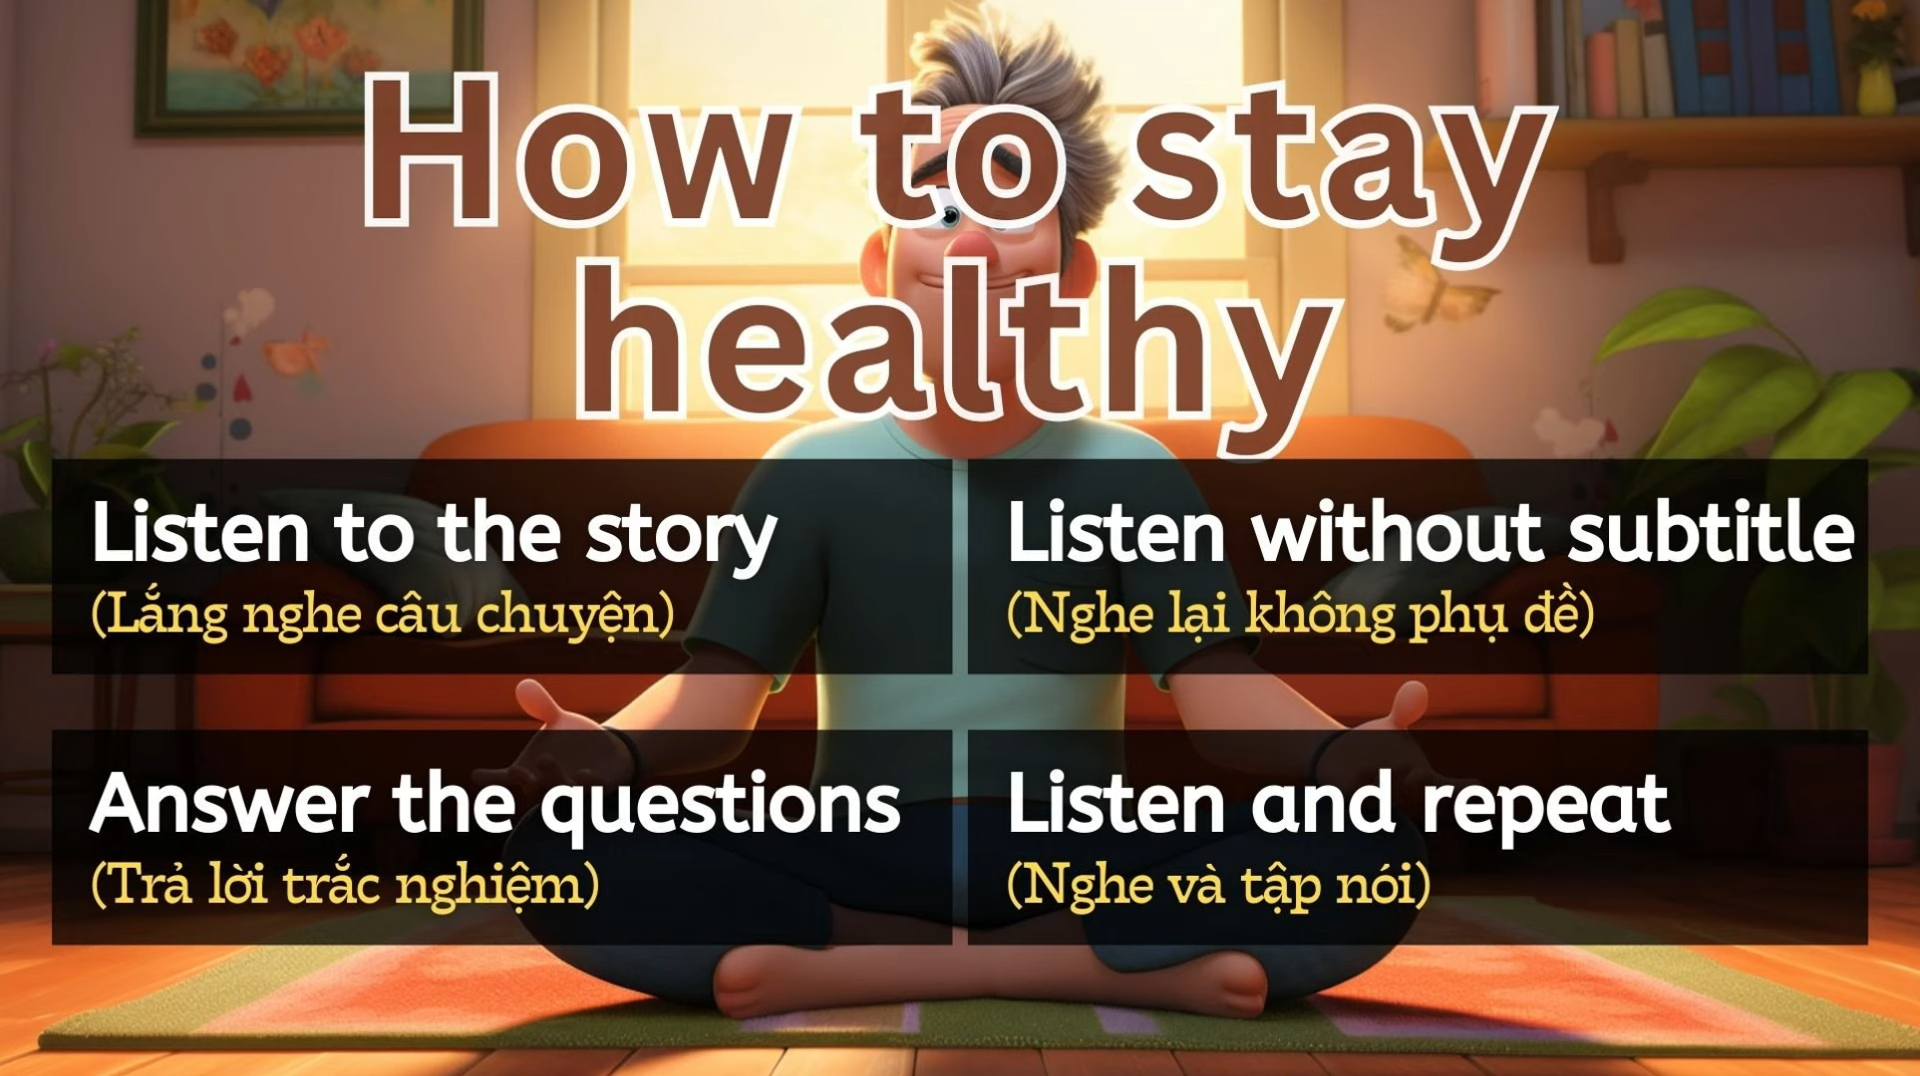 How to stay
healthy
Listen to the story
(Lắng nghe câu chuyện)
Listen without subtitle
(Nghe lại không phụ đề)
Answer the questions
(Trả lời trắc nghiệm)
Listen and repeat
(Nghe và tập nói)